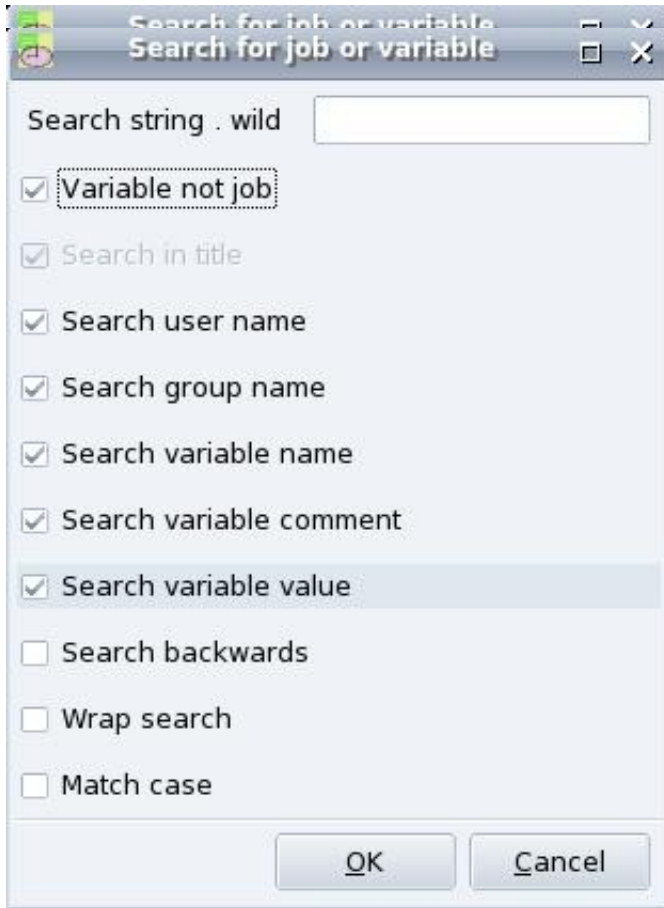 Search for job or variable
Search for job or variable
Search string . wild
Variable not job
Search in title
Search user name
Search group name
Search variable name
Search variable comment
Search variable value
Search backwards
Wrap search
Match case
OK
Cancel